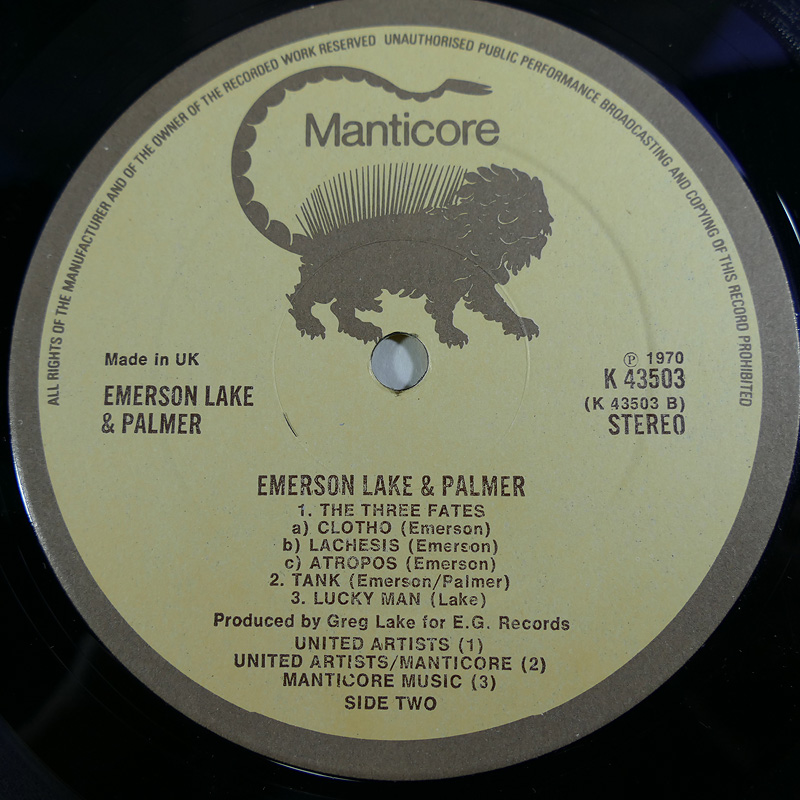 ALL RIGHTS OF THE MANUFACTURER AND OF THE OWNER OF THE RECORDED WORK RESERVED UNAUTHORISED PUBLIC PERFORMANCE BROADCASTING AND COPYING OF THIS RECORD PROHIBITED
Manticore
Made in UK
EMERSON LAKE
& PALMER
℗ 1970
K 43503
(K 43503 B)
STEREO
EMERSON LAKE & PALMER
1. THE THREE FATES
a) CLOTHO (Emerson)
b) LACHESIS (Emerson)
c) ATROPOS (Emerson)
2. TANK (Emerson/Palmer)
3. LUCKY MAN (Lake)
Produced by Greg Lake for E.G. Records
UNITED ARTISTS (1)
UNITED ARTISTS/MANTICORE (2)
MANTICORE MUSIC (3)
SIDE TWO